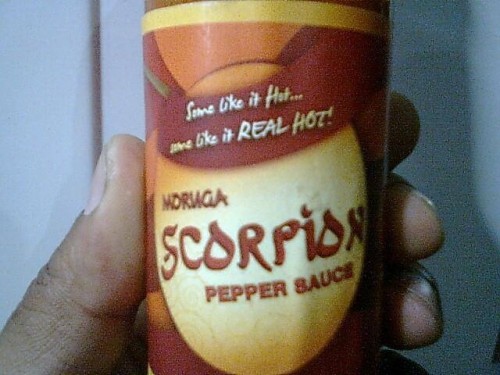 Some like it Hot...
some like it REAL HOT!
MORUGA
SCORPION
PEPPER SAUCE